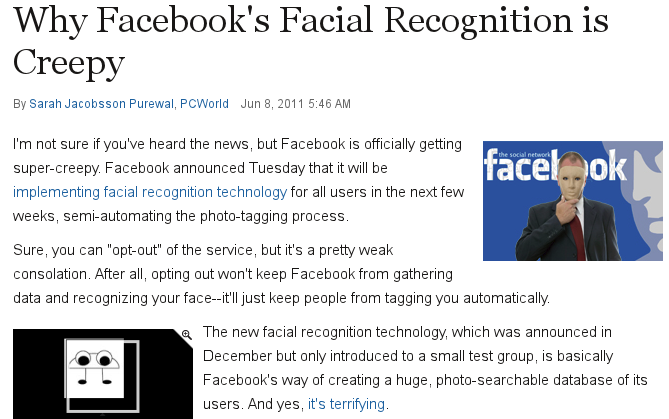 Why Facebook's Facial Recognition is
Creepy
By Sarah Jacobsson Purewal, PCWorld Jun 8, 2011 5:46 AM
I'm not sure if you've heard the news, but Facebook is officially getting
super-creepy. Facebook announced Tuesday that it will be
implementing facial recognition technology for all users in the next few
weeks, semi-automating the photo-tagging process.
the social network
facebook
Sure, you can "opt-out" of the service, but it's a pretty weak
consolation. After all, opting out won't keep Facebook from gathering
data and recognizing your face--it'll just keep people from tagging you automatically.
The new facial recognition technology, which was announced in
December but only introduced to a small test group, is basically
Facebook's way of creating a huge, photo-searchable database of its
users. And yes, it's terrifying.